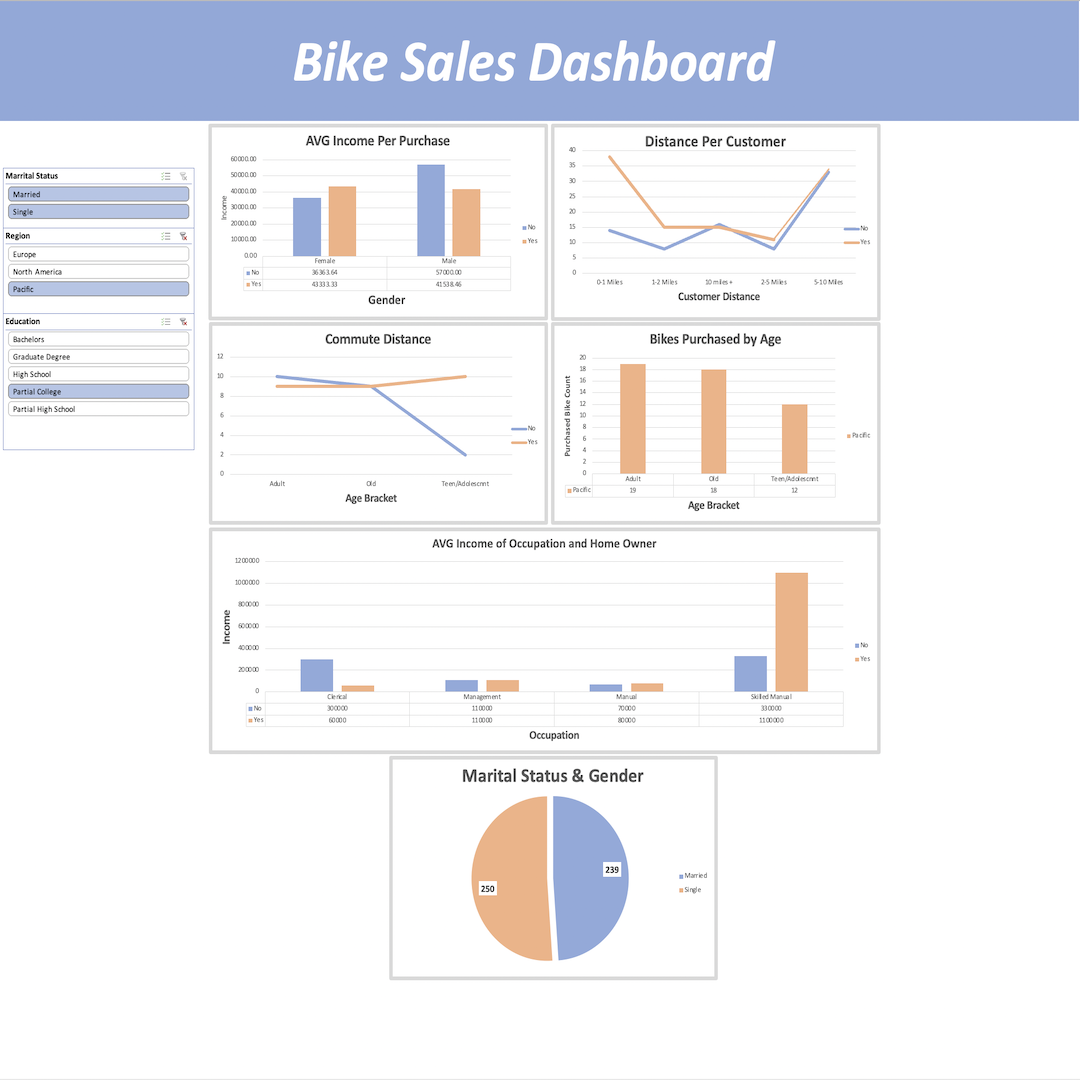 Bike Sales Dashboard
Marrital Status
Married
Single
Region
Europe
North America
Pacific
Education
Bachelors
Graduate Degree
High School
Partial College
Partial High School
AVG Income Per Purchase
60000.00
50000.00
40000.00
30000.00
20000.00
10000.00
0.00
Income
Female Male
No 36363.64 57000.00
Yes 43333.33 41538.46
Gender
No
Yes
Distance Per Customer
40
35
30
25
20
15
10
5
0
0-1 Miles 1-2 Miles 10 miles + 2-5 Miles 5-10 Miles
Customer Distance
No
Yes
Commute Distance
12
10
8
6
4
2
0
Adult Old Teen/Adolescnnt
Age Bracket
No
Yes
Bikes Purchased by Age
Purchased Bike Count
20
18
16
14
12
10
8
6
4
2
0
Adult Old Teen/Adolescnnt
Pacific 19 18 12
Age Bracket
Pacific
AVG Income of Occupation and Home Owner
Income
1200000
1000000
800000
600000
400000
200000
0
Clerical Management Manual Skilled Manual
No 300000 110000 70000 330000
Yes 60000 110000 80000 1100000
Occupation
No
Yes
Marital Status & Gender
250
239
Married
Single